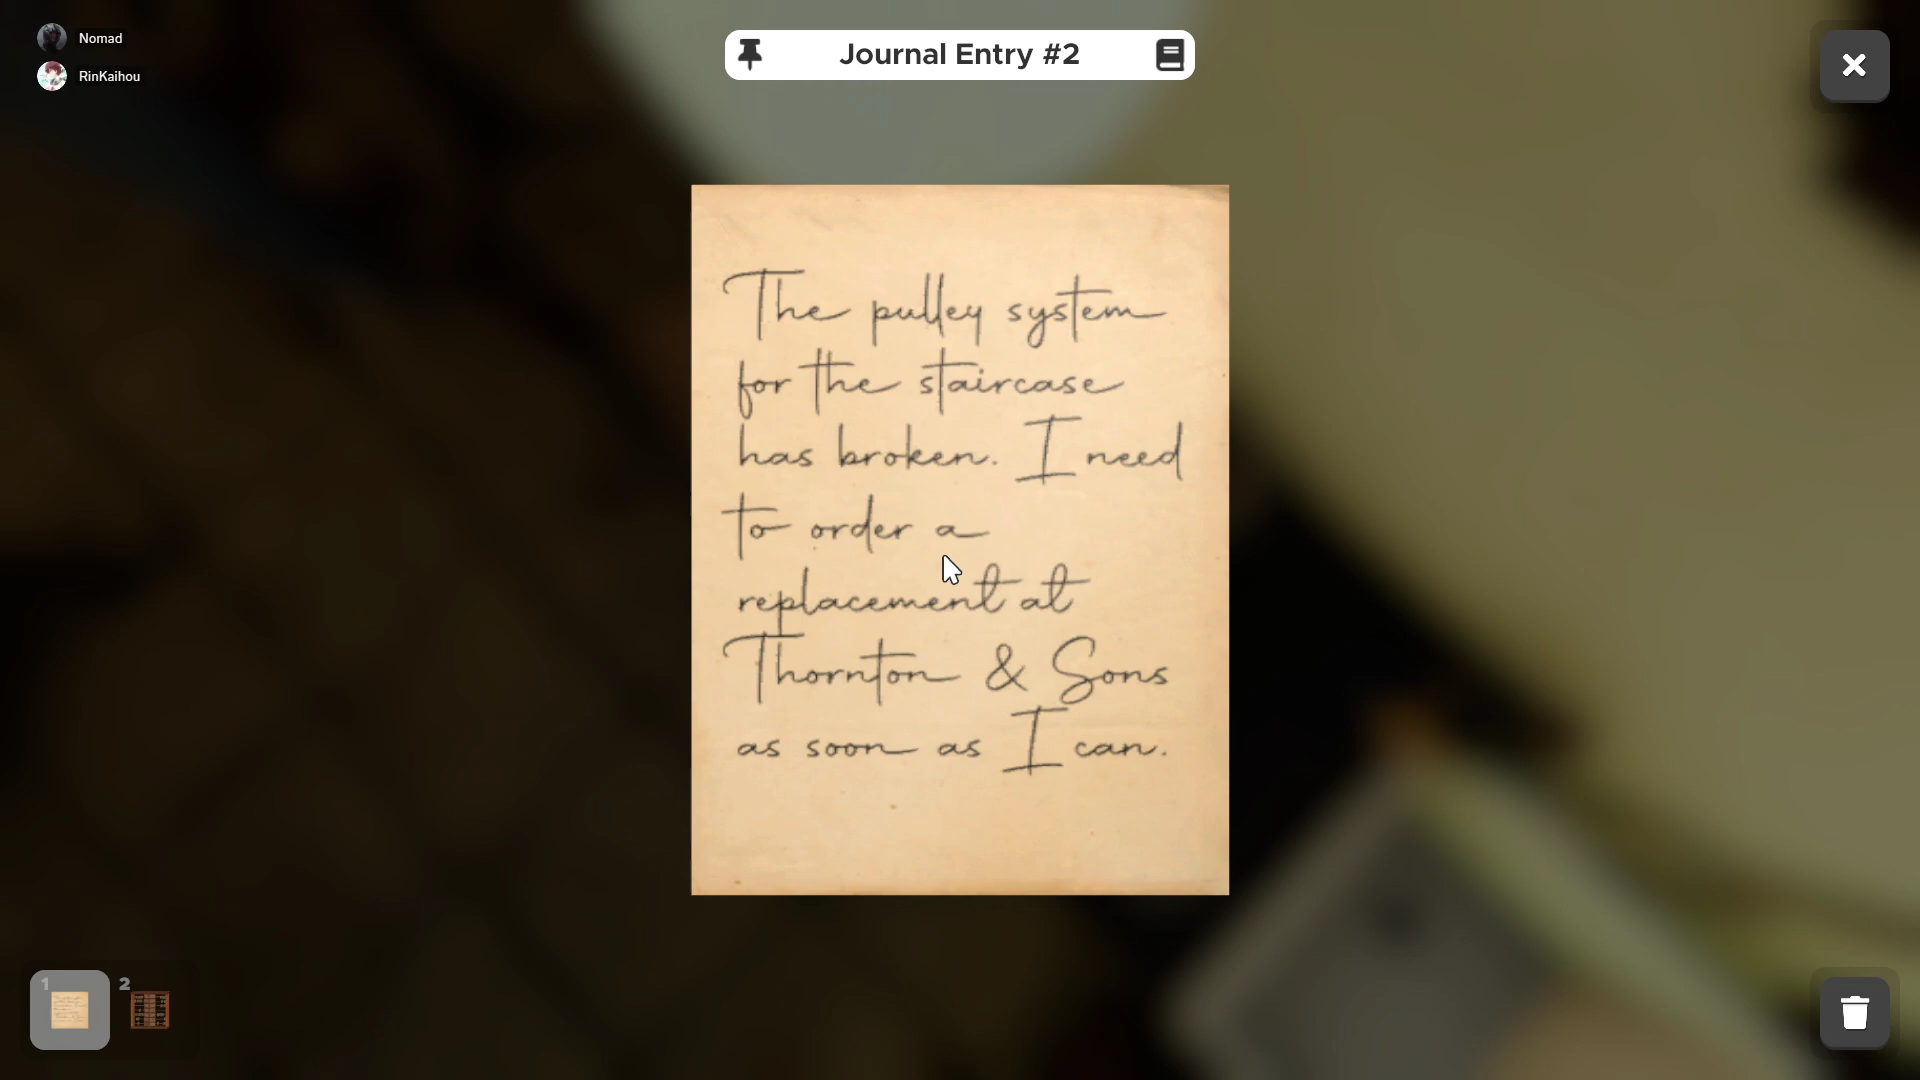 Nomad
RinKaihou
Journal Entry #2
The pulley system
for the staircase
has broken. I need
to order a
replacement at
Thornton & Sons
as soon as I can.
1
2